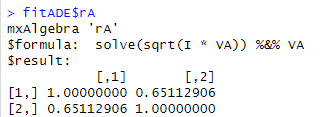 > fitADE$rA
mxAlgebra 'rA'
$formula:  solve(sqrt(I * VA)) %&% VA
$result:
           [,1]       [,2]
[1,] 1.00000000 0.65112906
[2,] 0.65112906 1.00000000